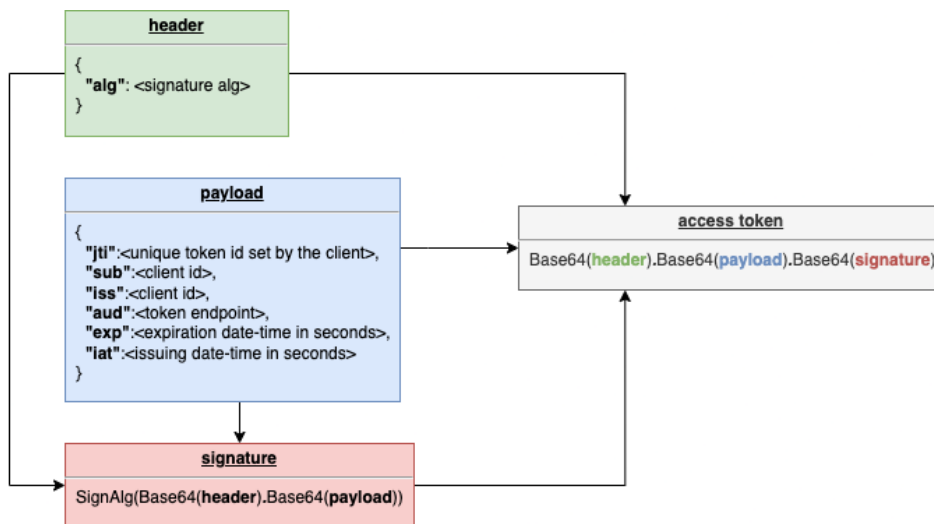 header
{
"alg": <signature alg>
}
payload
{
"jti":<unique token id set by the client>,
"sub":<client id>,
"iss":<client id>,
"aud":<token endpoint>,
"exp":<expiration date-time in seconds>,
"iat":<issuing date-time in seconds>
}
access token
Base64(header).Base64(payload).Base64(signature)
signature
SignAlg(Base64(header).Base64(payload))